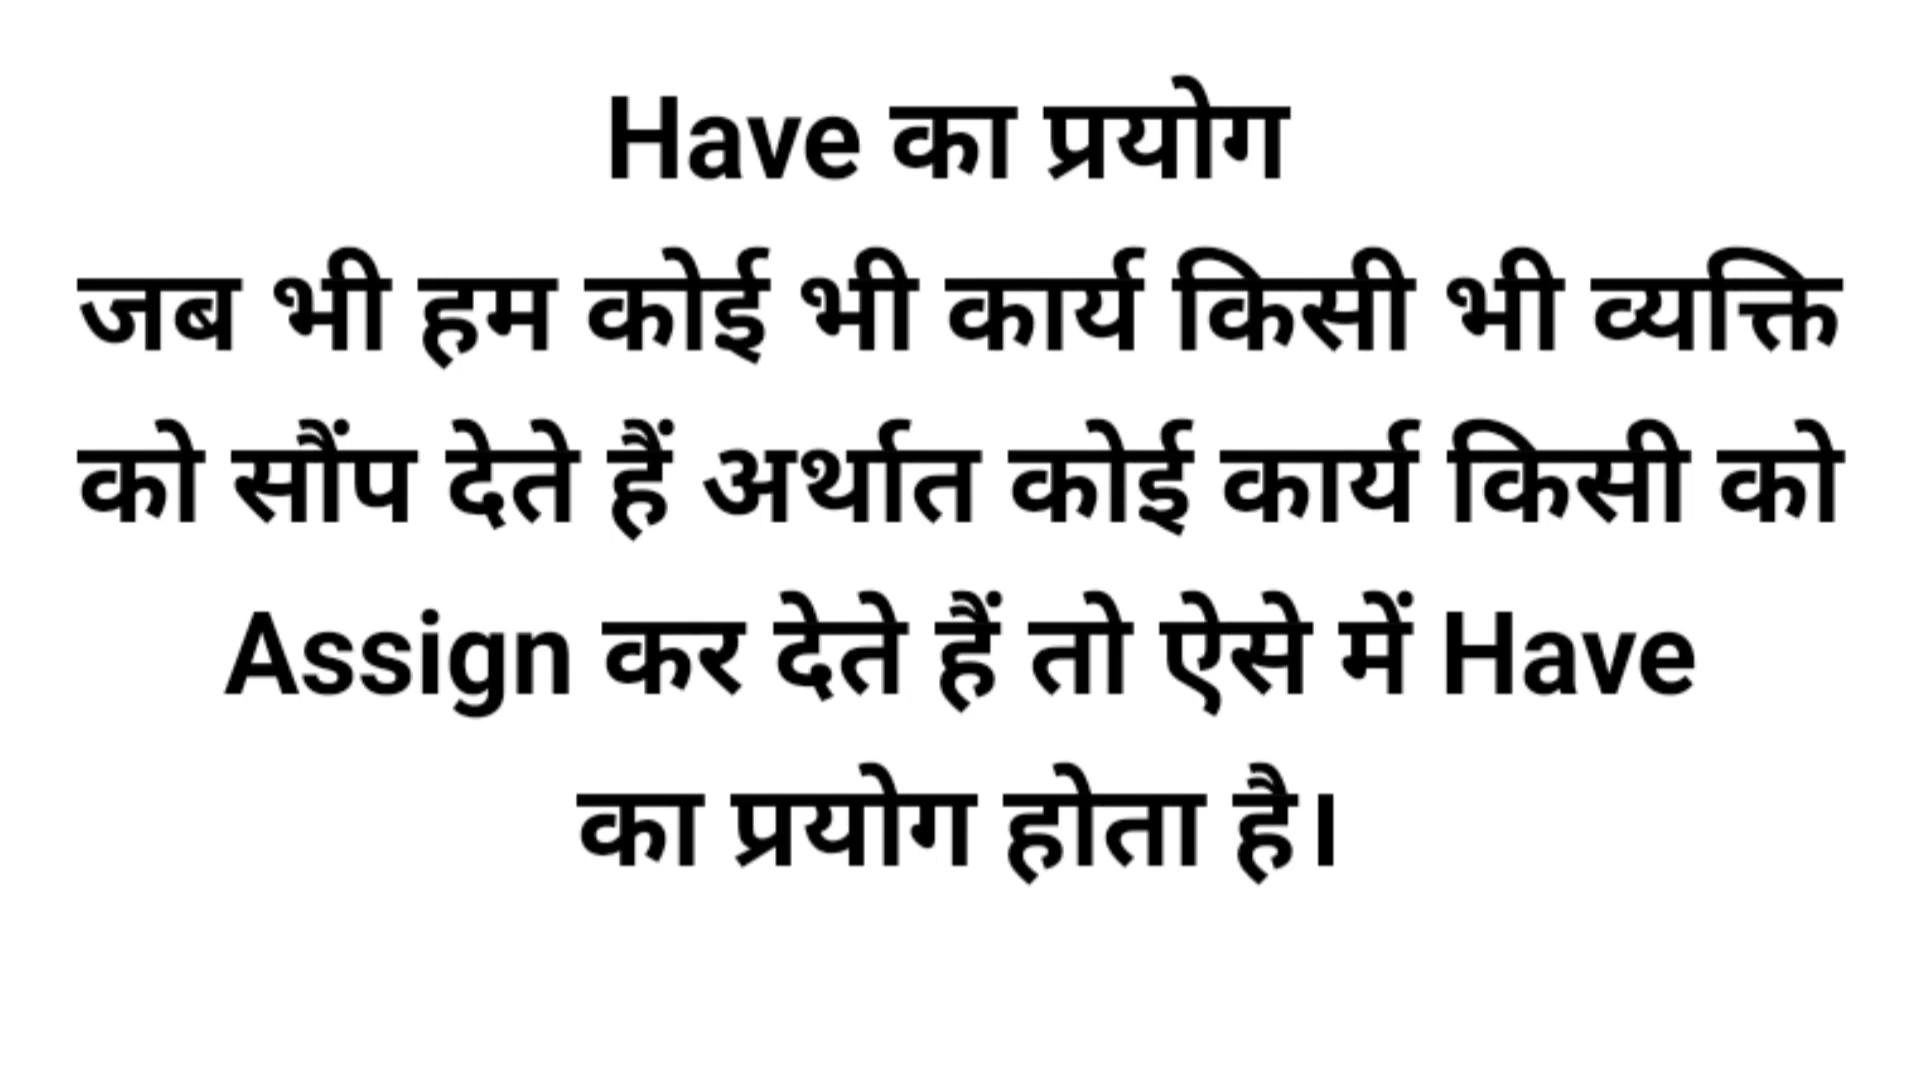 Have का प्रयोग
जब भी हम कोई भी कार्य किसी भी व्यक्ति
को सौंप देते हैं अर्थात कोई कार्य किसी को
Assign कर देते हैं तो ऐसे में Have
का प्रयोग होता है।